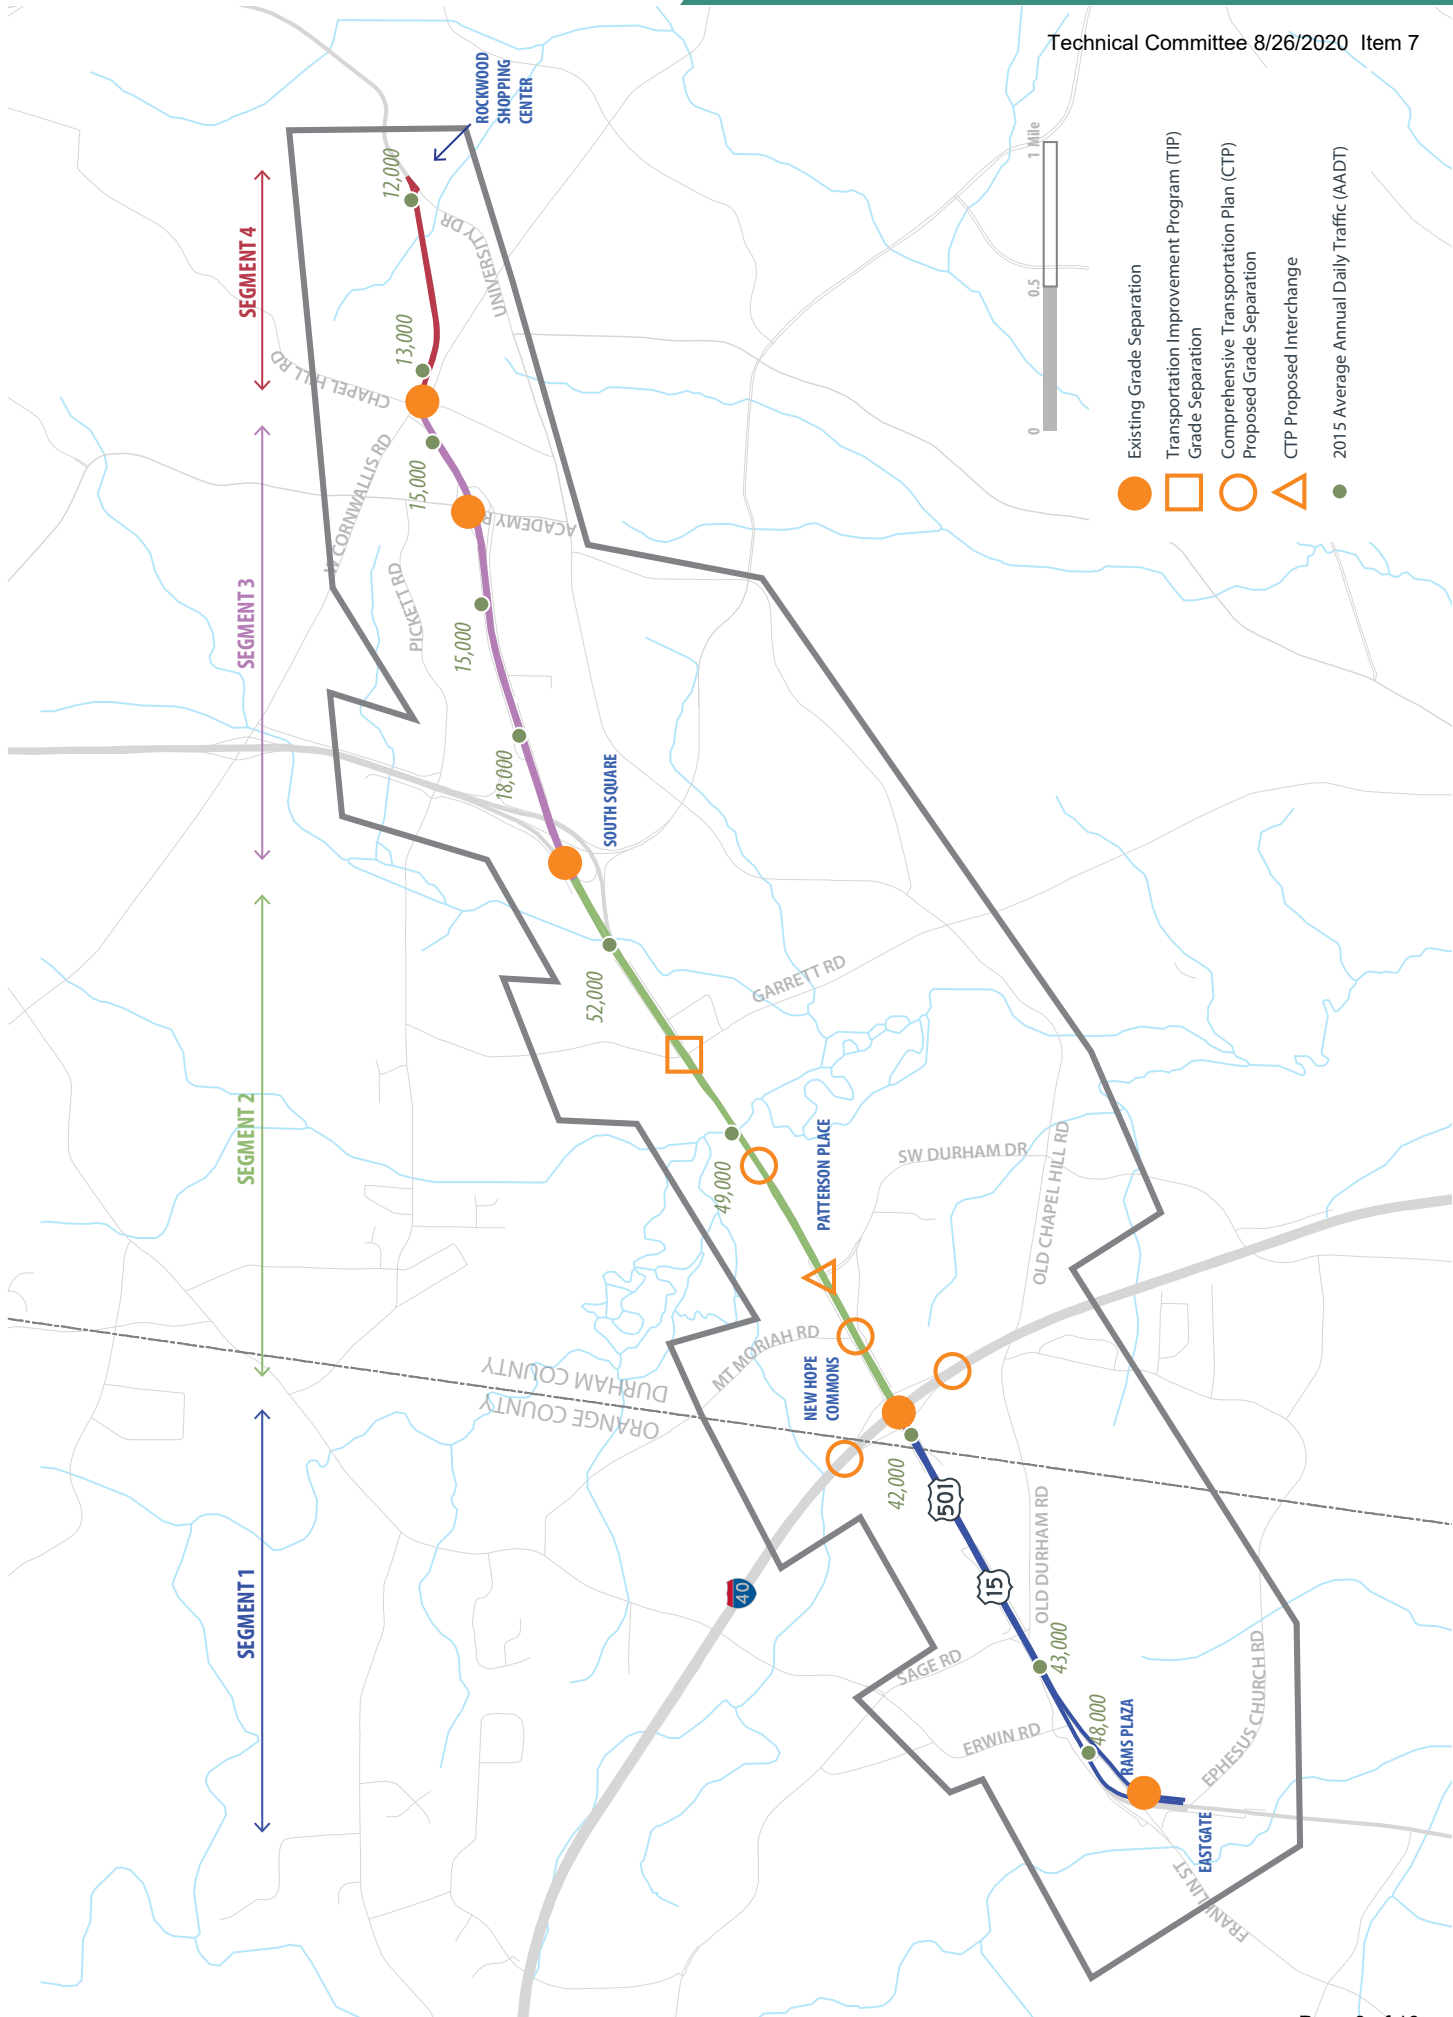 Technical Committee 8/26/2020 Item 7
ROCKWOOD
SHOPPING
CENTER
SEGMENT 4
SEGMENT 3
SEGMENT 2
SEGMENT 1
12,000
13,000
15,000
15,000
18,000
52,000
49,000
42,000
43,000
48,000
UNIVERSITY DR
CHAPEL HILL RD
W CORNWALLIS RD
ACADEMY R
PICKETT RD
SOUTH SQUARE
GARRETT RD
PATTERSON PLACE
SW DURHAM DR
OLD CHAPEL HILL RD
MT MORIAH RD
NEW HOPE
COMMONS
DURHAM COUNTY
ORANGE COUNTY
40
501
15
OLD DURHAM RD
SAGE RD
ERWIN RD
RAMS PLAZA
EPHESUS CHURCH RD
EASTGATE
FRANKLIN ST
0
0.5
1 Mile
Existing Grade Separation
Transportation Improvement Program (TIP)
Grade Separation
Comprehensive Transportation Plan (CTP)
Proposed Grade Separation
CTP Proposed Interchange
2015 Average Annual Daily Traffic (AADT)